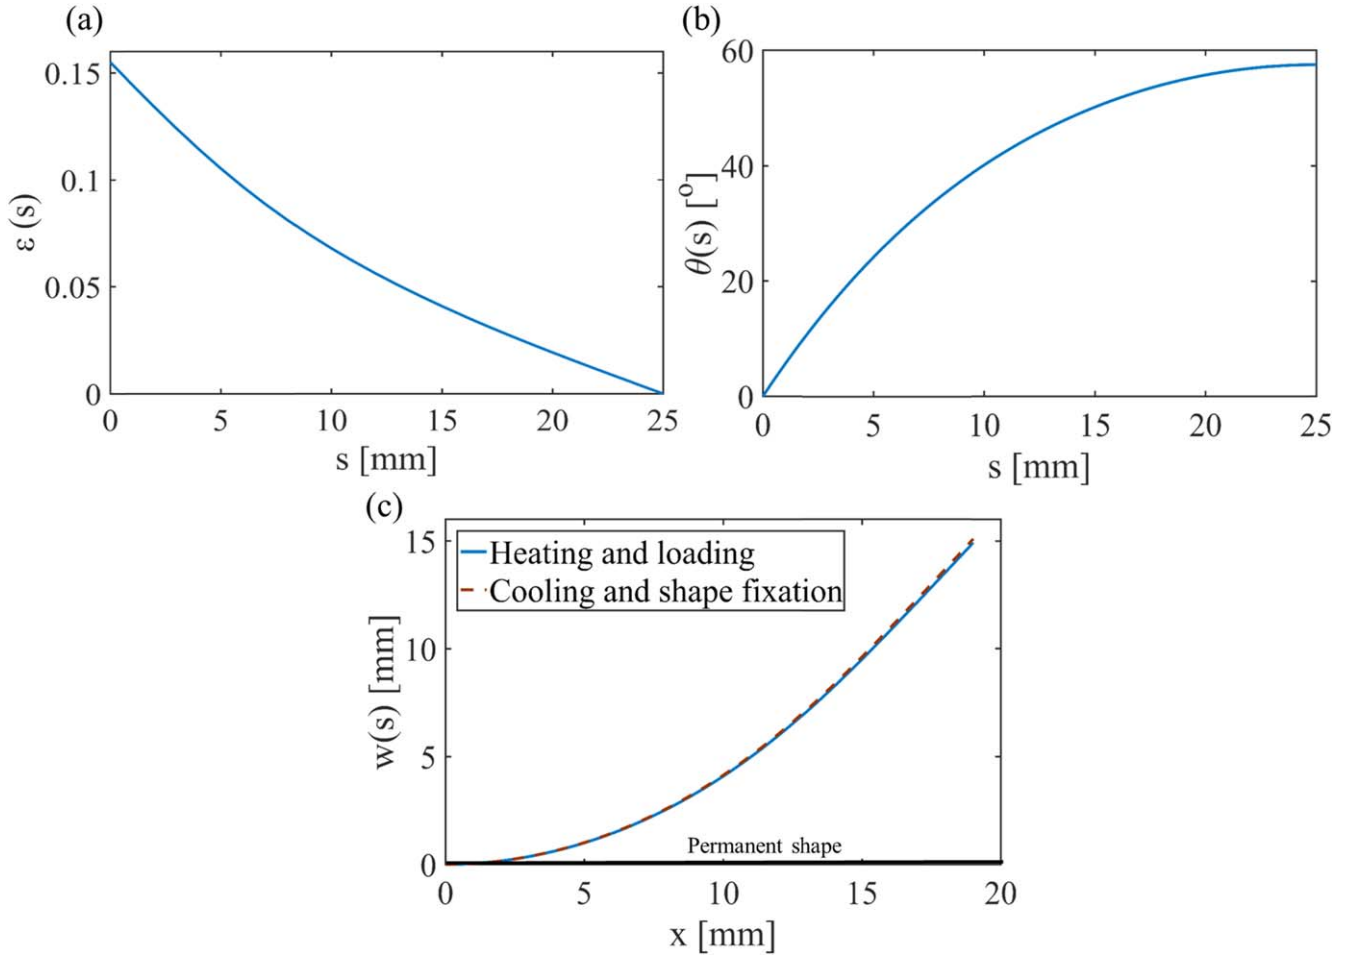 (a)
0.15
0.1
0.05
0
0 5 10 15 20 25
ε (s)
s [mm]
(b)
60
40
20
0
0 5 10 15 20 25
θ(s) [o]
s [mm]
(c)
15
10
5
0
0 5 10 15 20
w(s) [mm]
x [mm]
Heating and loading
Cooling and shape fixation
Permanent shape